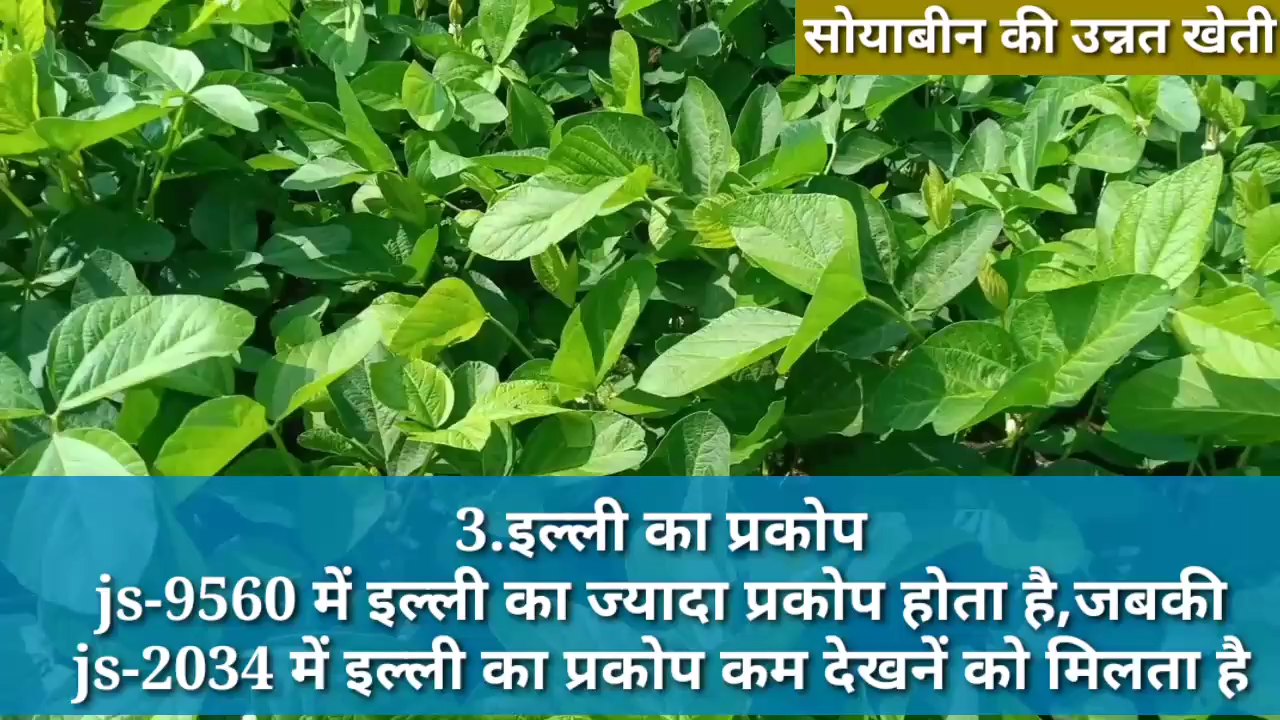 सोयाबीन की उन्नत खेती
3.इल्ली का प्रकोप
js-9560 में इल्ली का ज्यादा प्रकोप होता है,जबकी
js-2034 में इल्ली का प्रकोप कम देखनें को मिलता है